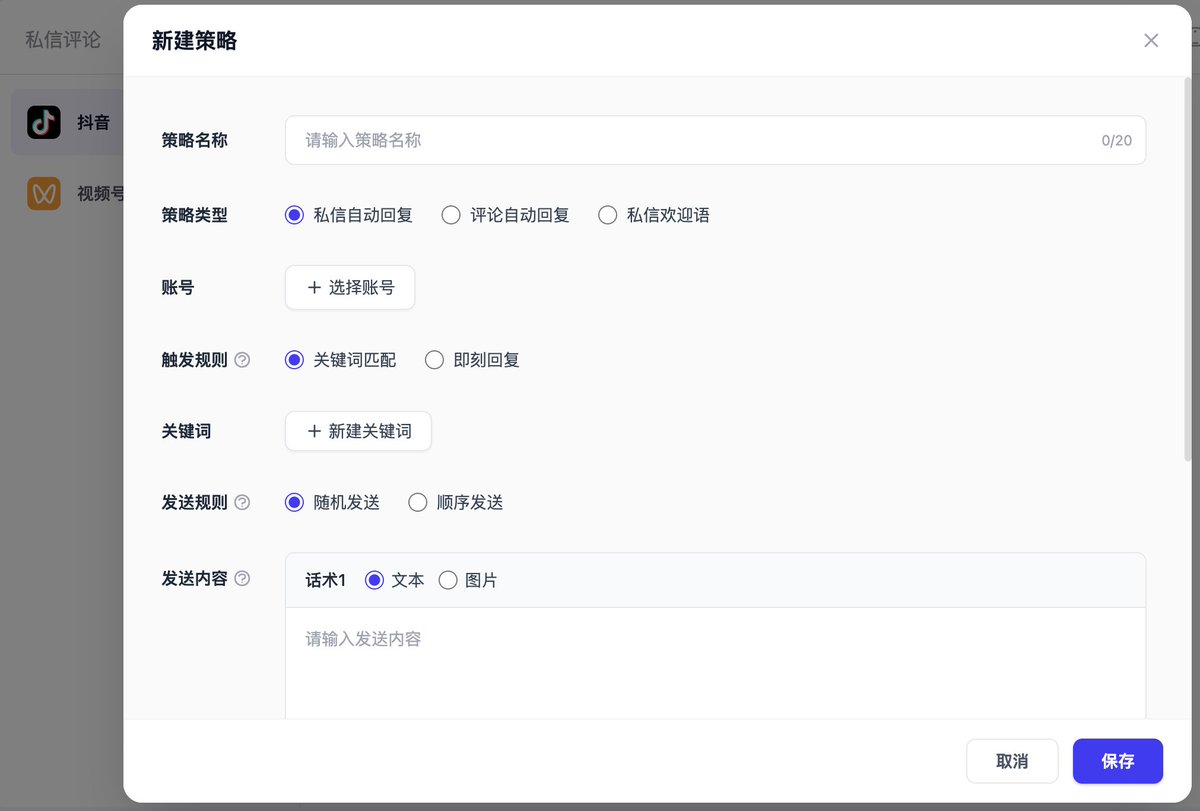 私信评论
抖音
视频号
新建策略
策略名称 请输入策略名称 0/20
策略类型 私信自动回复 评论自动回复 私信欢迎语
账号 + 选择账号
触发规则 ? 关键词匹配 即刻回复
关键词 + 新建关键词
发送规则 ? 随机发送 顺序发送
发送内容 ? 话术1 文本 图片
请输入发送内容
取消 保存